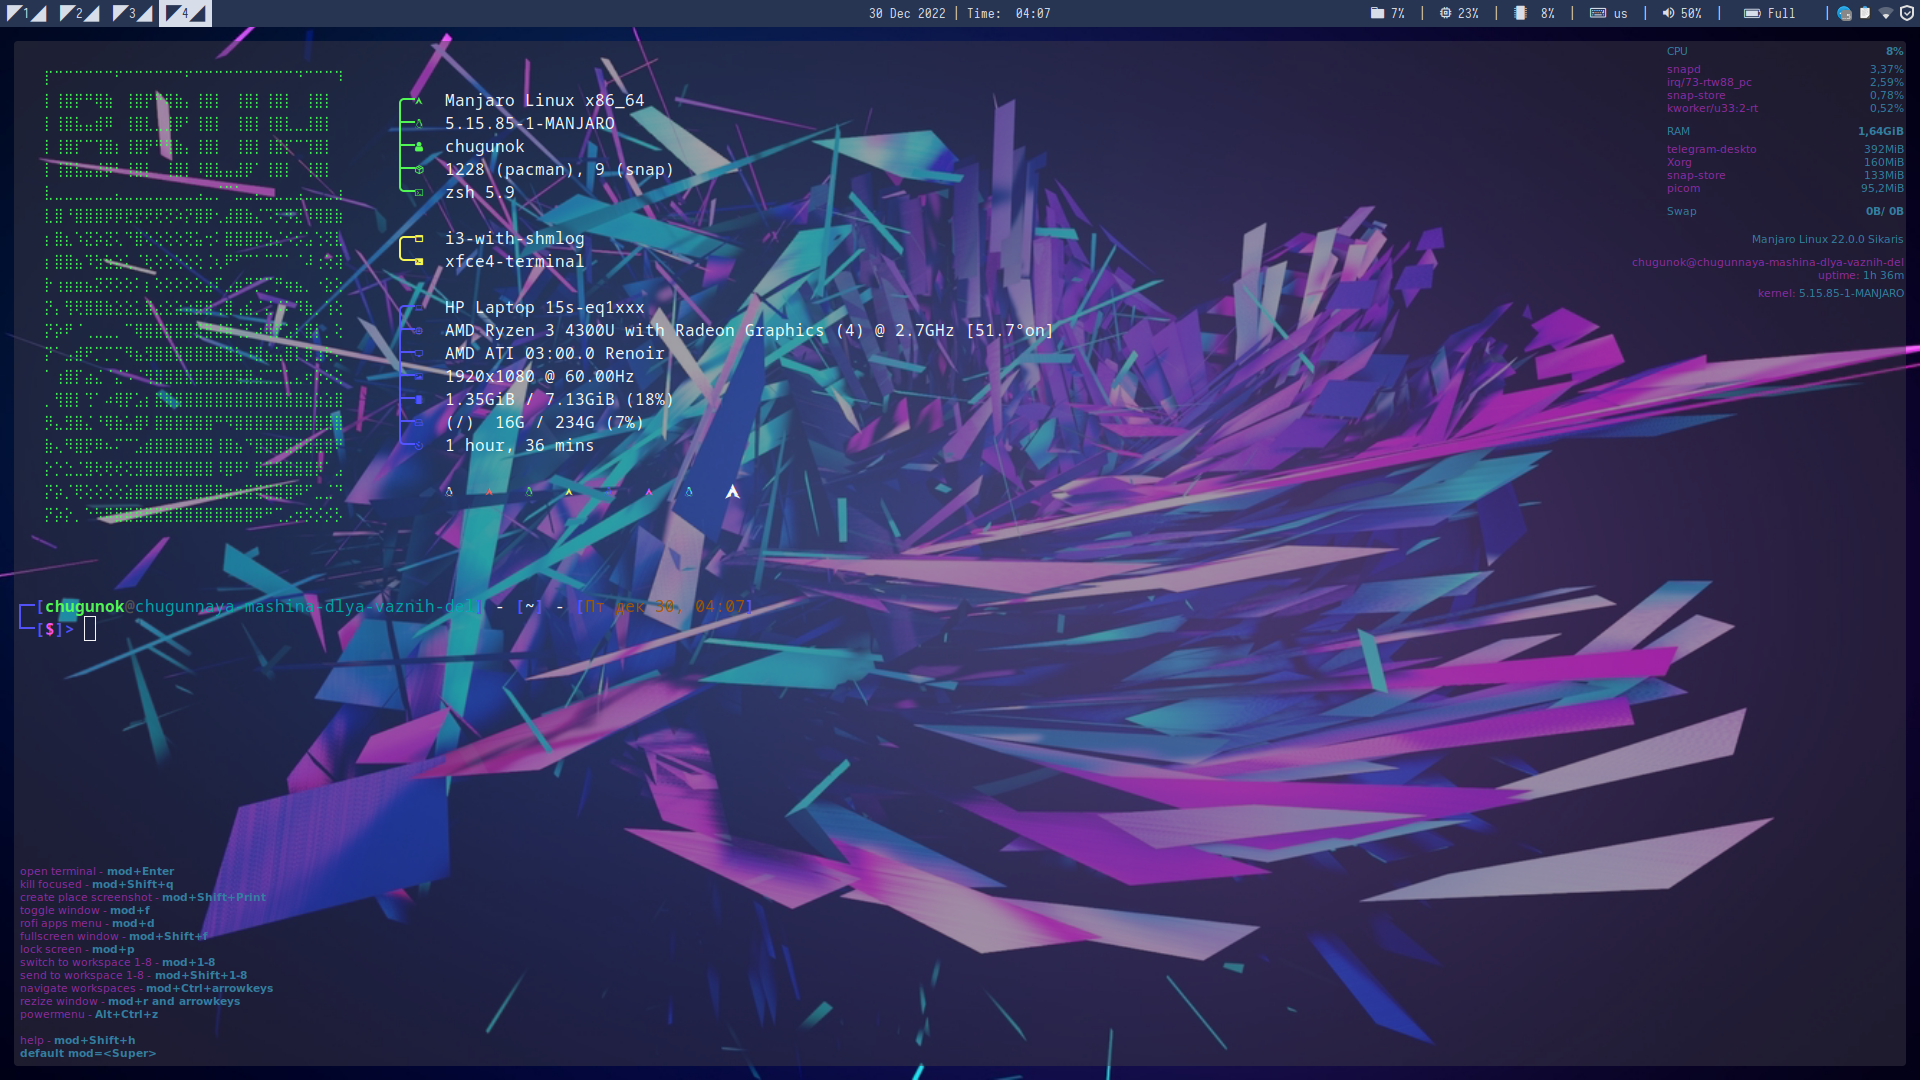 1 2 3 4
30 Dec 2022 | Time: 04:07
7% | 23% | 8% | us | 50% | Full |
Manjaro Linux x86_64
5.15.85-1-MANJARO
chugunok
1228 (pacman), 9 (snap)
zsh 5.9
i3-with-shmlog
xfce4-terminal
HP Laptop 15s-eq1xxx
AMD Ryzen 3 4300U with Radeon Graphics (4) @ 2.7GHz [51.7°on]
AMD ATI 03:00.0 Renoir
1920x1080 @ 60.00Hz
1.35GiB / 7.13GiB (18%)
(/) 16G / 234G (7%)
1 hour, 36 mins
CPU 8%
snapd 3,37%
irq/73-rtw88_pc 2,59%
snap-store 0,78%
kworker/u33:2-rt 0,52%
RAM 1,64GiB
telegram-deskto 392MiB
Xorg 160MiB
snap-store 133MiB
picom 95,2MiB
Swap 0B/ 0B
Manjaro Linux 22.0.0 Sikaris
chugunok@chugunnaya-mashina-dlya-vaznih-del
uptime: 1h 36m
kernel: 5.15.85-1-MANJARO
[chugunok@chugunnaya-mashina-dlya-vaznih-del] - [~] - [Пт дек 30, 04:07]
[$]>
open terminal - mod+Enter
kill focused - mod+Shift+q
create place screenshot - mod+Shift+Print
toggle window - mod+f
rofi apps menu - mod+d
fullscreen window - mod+Shift+f
lock screen - mod+p
switch to workspace 1-8 - mod+1-8
send to workspace 1-8 - mod+Shift+1-8
navigate workspaces - mod+Ctrl+arrowkeys
rezize window - mod+r and arrowkeys
powermenu - Alt+Ctrl+z
help - mod+Shift+h
default mod=<Super>